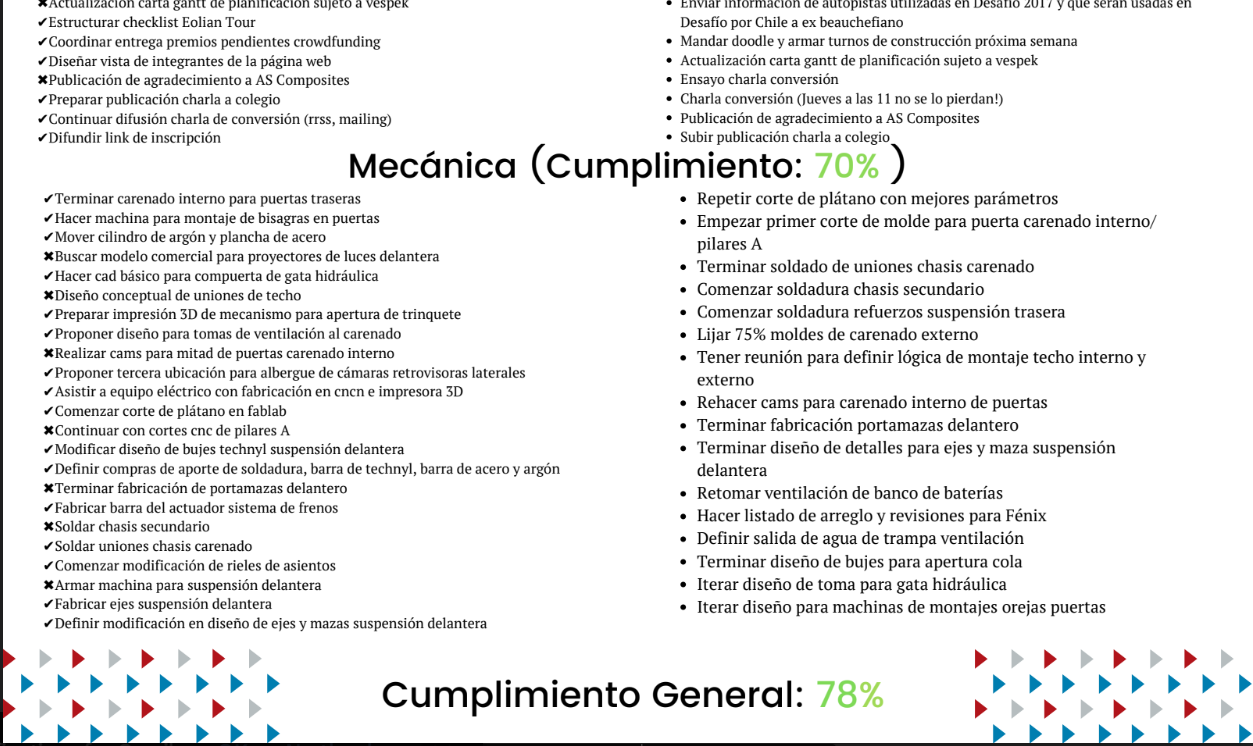 ✖Actualización carta gantt de planificación sujeto a vespek
✔Estructurar checklist Eolian Tour
✔Coordinar entrega premios pendientes crowdfunding
✔Diseñar vista de integrantes de la página web
✖Publicación de agradecimiento a AS Composites
✔Preparar publicación charla a colegio
✔Continuar difusión charla de conversión (rrss, mailing)
✔Difundir link de inscripción
• Enviar información de autopistas utilizadas en Desafío 2017 y que serán usadas en
Desafío por Chile a ex beauchefiano
• Mandar doodle y armar turnos de construcción próxima semana
• Actualización carta gantt de planificación sujeto a vespek
• Ensayo charla conversión
• Charla conversión (Jueves a las 11 no se lo pierdan!)
• Publicación de agradecimiento a AS Composites
• Subir publicación charla a colegio
Mecánica (Cumplimiento: 70% )
✔Terminar carenado interno para puertas traseras
✔Hacer machina para montaje de bisagras en puertas
✔Mover cilindro de argón y plancha de acero
✖Buscar modelo comercial para proyectores de luces delantera
✔Hacer cad básico para compuerta de gata hidráulica
✖Diseño conceptual de uniones de techo
✔Preparar impresión 3D de mecanismo para apertura de trinquete
✔Proponer diseño para tomas de ventilación al carenado
✖Realizar cams para mitad de puertas carenado interno
✔Proponer tercera ubicación para albergue de cámaras retrovisoras laterales
✔Asistir a equipo eléctrico con fabricación en cncn e impresora 3D
✔Comenzar corte de plátano en fablab
✖Continuar con cortes cnc de pilares A
✔Modificar diseño de bujes technyl suspensión delantera
✔Definir compras de aporte de soldadura, barra de technyl, barra de acero y argón
✖Terminar fabricación de portamazas delantero
✔Fabricar barra del actuador sistema de frenos
✖Soldar chasis secundario
✔Soldar uniones chasis carenado
✔Comenzar modificación de rieles de asientos
✖Armar machina para suspensión delantera
✔Fabricar ejes suspensión delantera
✔Definir modificación en diseño de ejes y mazas suspensión delantera
• Repetir corte de plátano con mejores parámetros
• Empezar primer corte de molde para puerta carenado interno/
pilares A
• Terminar soldado de uniones chasis carenado
• Comenzar soldadura chasis secundario
• Comenzar soldadura refuerzos suspensión trasera
• Lijar 75% moldes de carenado externo
• Tener reunión para definir lógica de montaje techo interno y
externo
• Rehacer cams para carenado interno de puertas
• Terminar fabricación portamazas delantero
• Terminar diseño de detalles para ejes y maza suspensión
delantera
• Retomar ventilación de banco de baterías
• Hacer listado de arreglo y revisiones para Fénix
• Definir salida de agua de trampa ventilación
• Terminar diseño de bujes para apertura cola
• Iterar diseño de toma para gata hidráulica
• Iterar diseño para machinas de montajes orejas puertas
Cumplimiento General: 78%